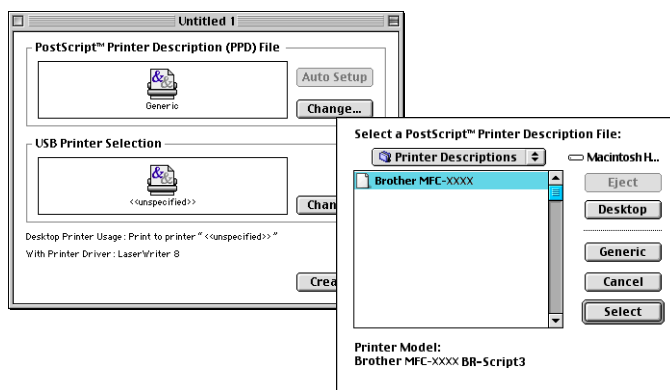 Untitled 1
PostScript™ Printer Description (PPD) File
Generic
Auto Setup
Change...
USB Printer Selection
<<unspecified>>
Chan
Desktop Printer Usage : Print to printer “ <<unspecified>> ”
With Printer Driver : LaserWriter 8
Crea
Select a PostScript™ Printer Description File:
Printer Descriptions
Macintosh H...
Brother MFC-XXXX
Eject
Desktop
Generic
Cancel
Select
Printer Model:
Brother MFC-XXXX BR-Script3